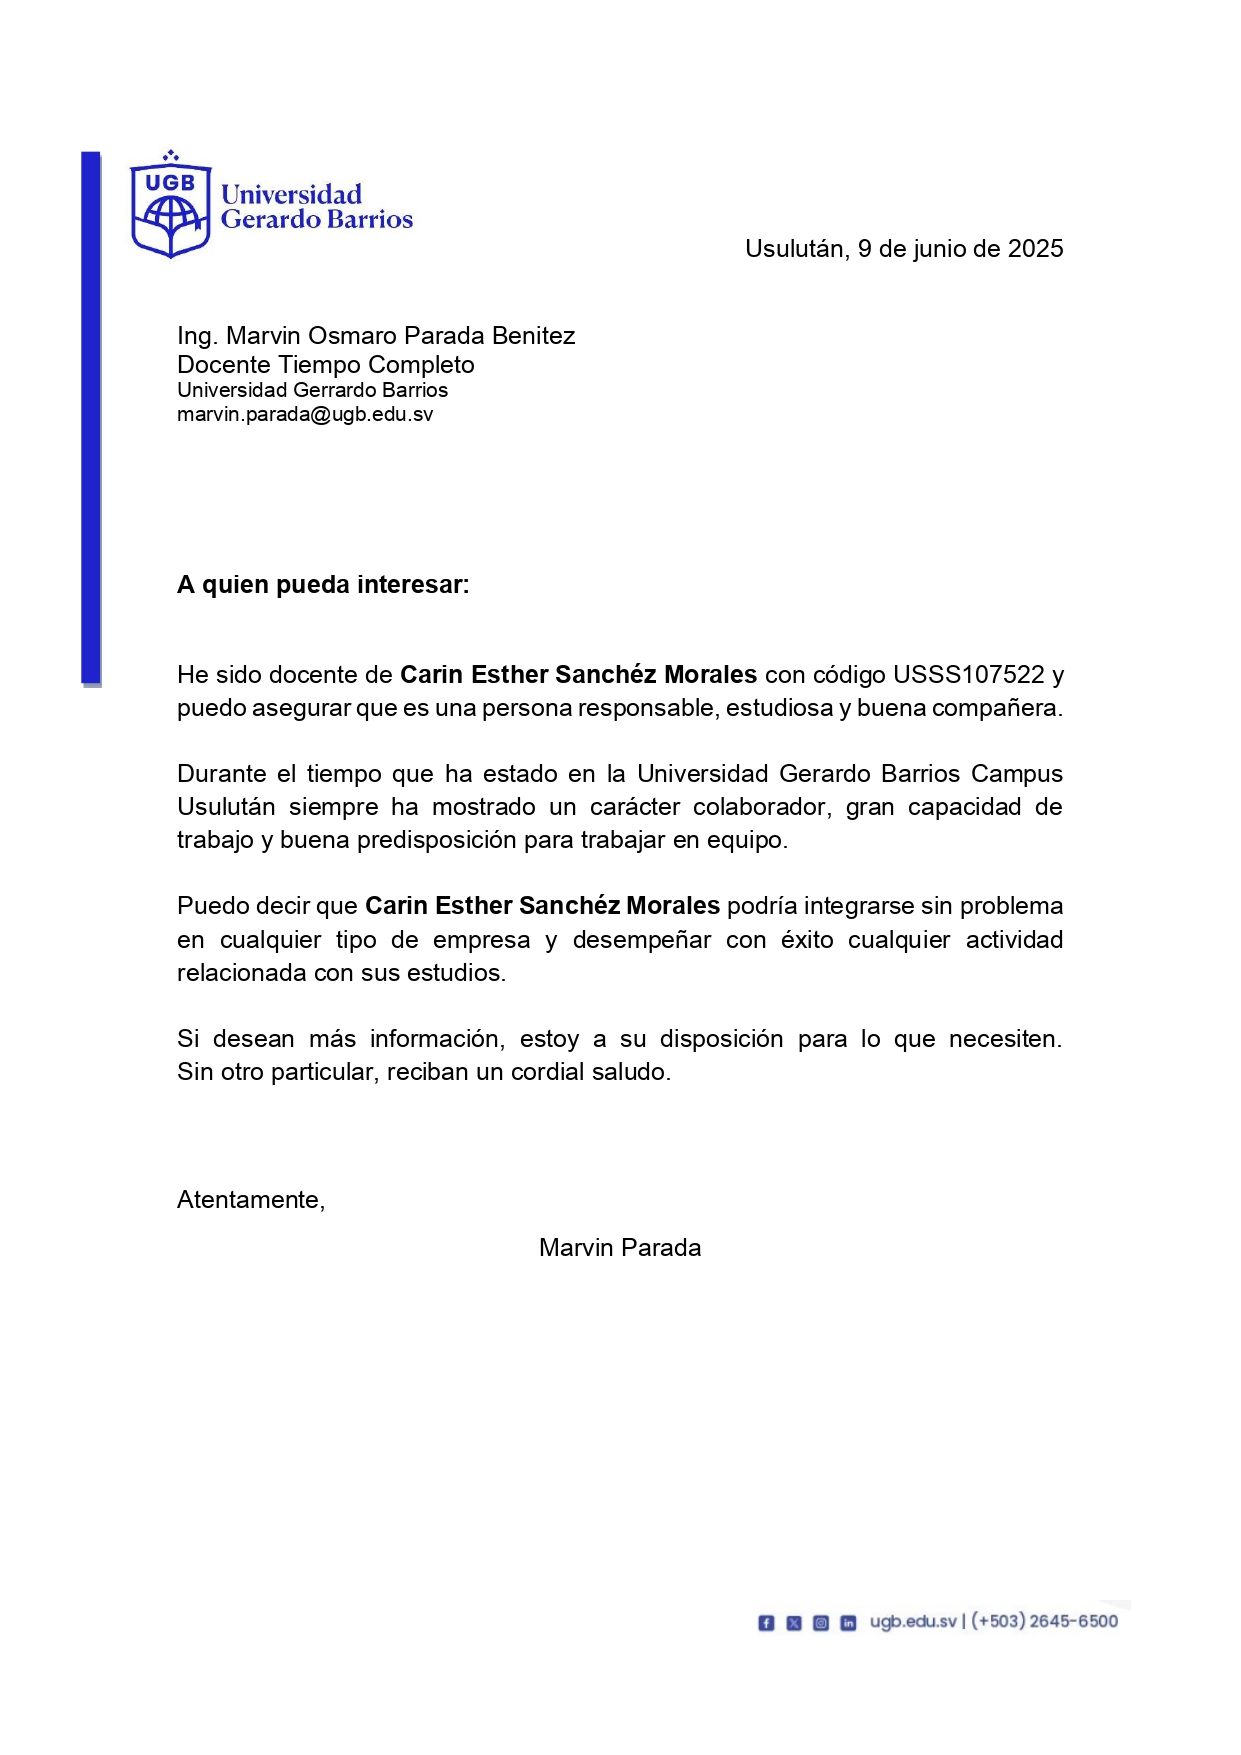 UGB
Universidad
Gerardo Barrios
Usulután, 9 de junio de 2025
Ing. Marvin Osmaro Parada Benitez
Docente Tiempo Completo
Universidad Gerrardo Barrios
marvin.parada@ugb.edu.sv
A quien pueda interesar:
He sido docente de Carin Esther Sanchéz Morales con código USSS107522 y
puedo asegurar que es una persona responsable, estudiosa y buena compañera.
Durante el tiempo que ha estado en la Universidad Gerardo Barrios Campus
Usulután siempre ha mostrado un carácter colaborador, gran capacidad de
trabajo y buena predisposición para trabajar en equipo.
Puedo decir que Carin Esther Sanchéz Morales podría integrarse sin problema
en cualquier tipo de empresa y desempeñar con éxito cualquier actividad
relacionada con sus estudios.
Si desean más información, estoy a su disposición para lo que necesiten.
Sin otro particular, reciban un cordial saludo.
Atentamente,
Marvin Parada
ugb.edu.sv | (+503) 2645-6500